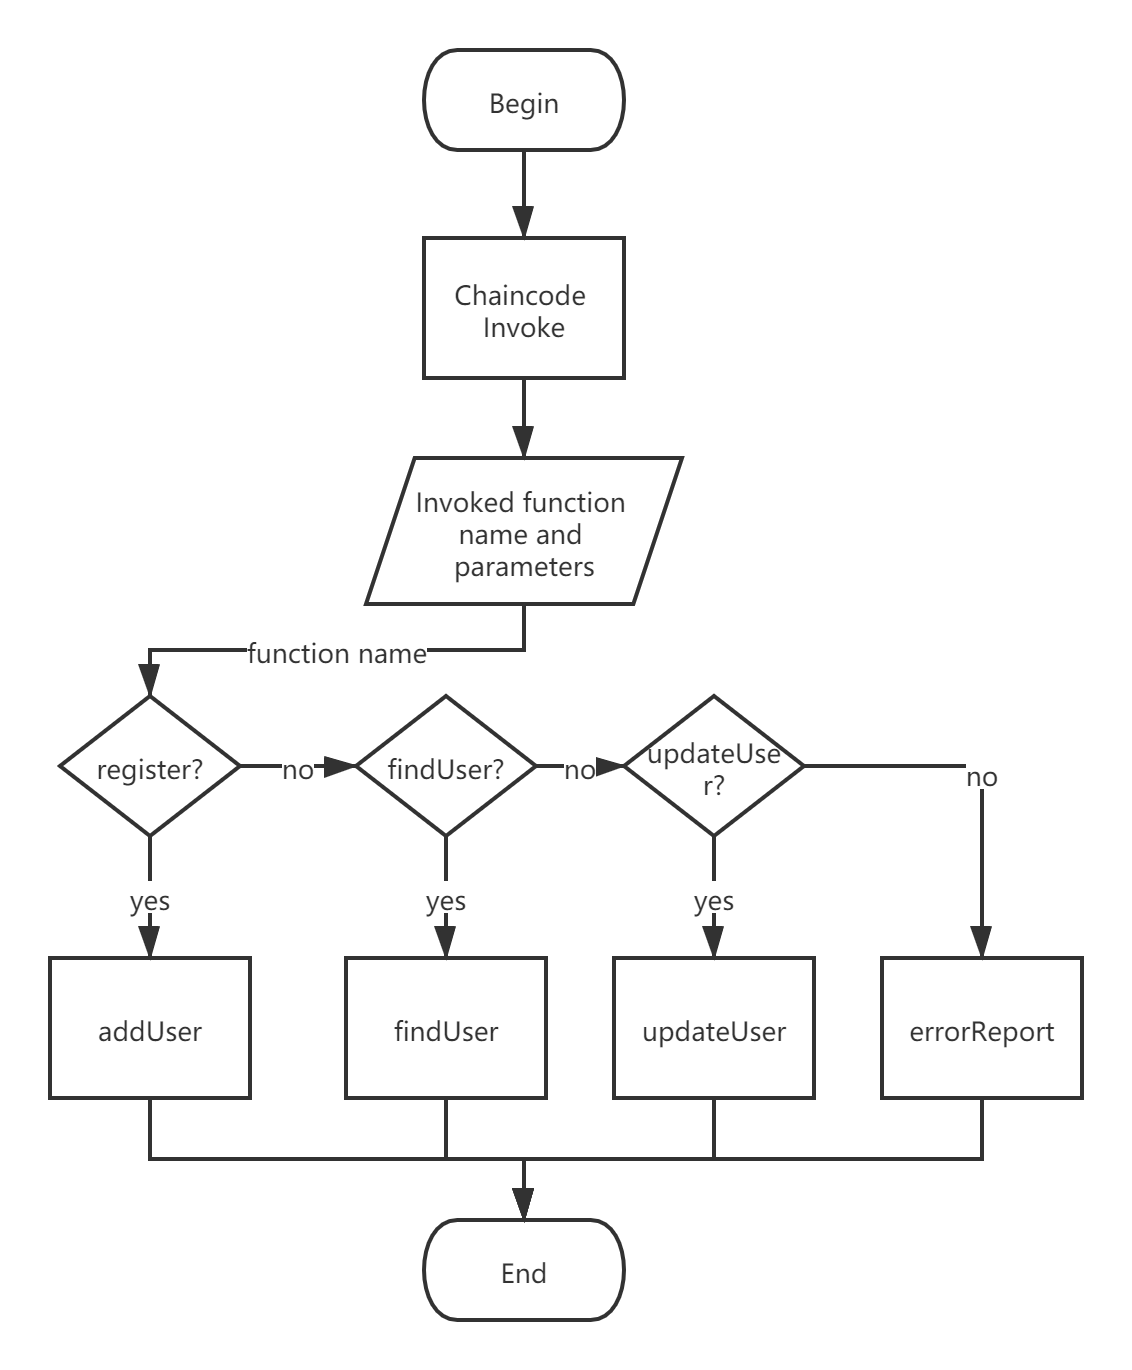 Begin
Chaincode
Invoke
Invoked function
name and
parameters
function name
register?
no
findUser?
no
updateUse
r?
no
yes
yes
yes
addUser
findUser
updateUser
errorReport
End